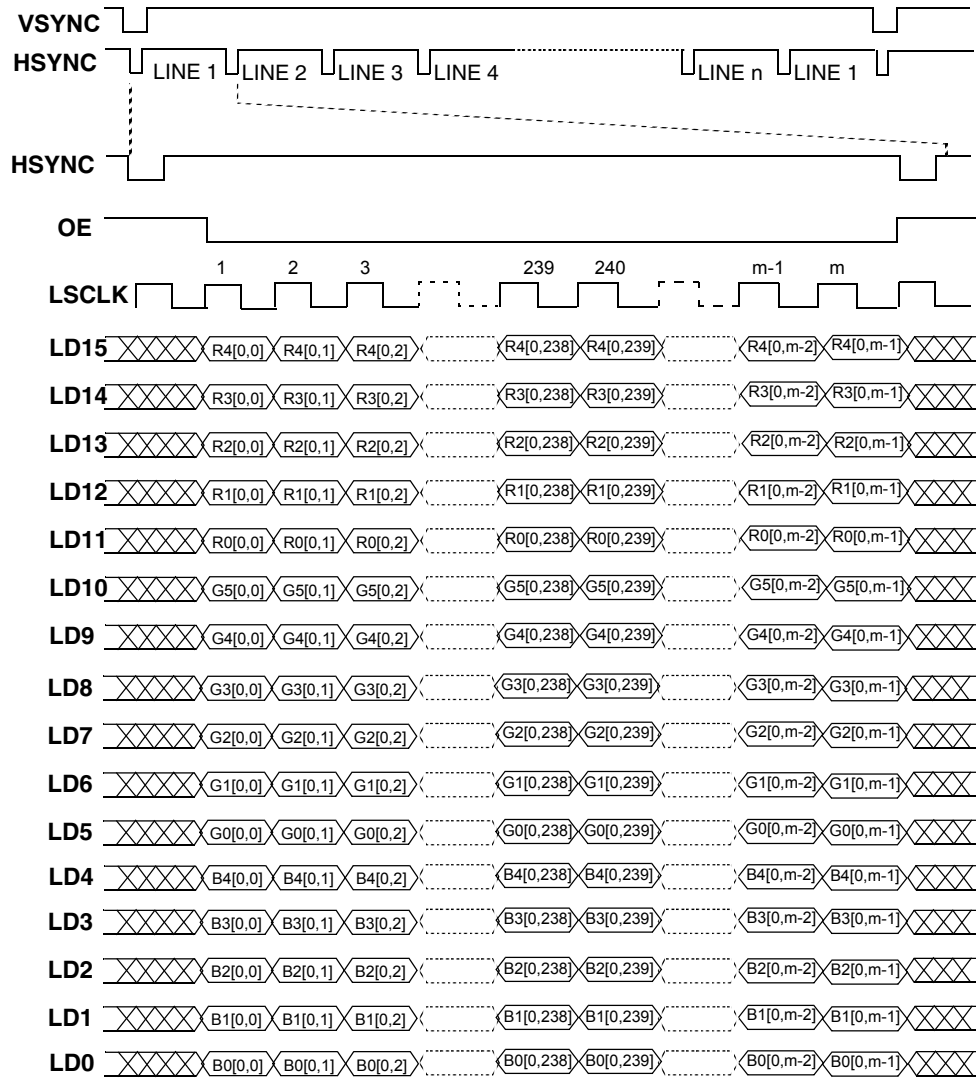 VSYNC
HSYNC LINE 1 LINE 2 LINE 3 LINE 4 LINE n LINE 1
HSYNC
OE
1 2 3 239 240 m-1 m
LSCLK
LD15 R4[0,0] R4[0,1] R4[0,2] R4[0,238] R4[0,239] R4[0,m-2] R4[0,m-1]
LD14 R3[0,0] R3[0,1] R3[0,2] R3[0,238] R3[0,239] R3[0,m-2] R3[0,m-1]
LD13 R2[0,0] R2[0,1] R2[0,2] R2[0,238] R2[0,239] R2[0,m-2] R2[0,m-1]
LD12 R1[0,0] R1[0,1] R1[0,2] R1[0,238] R1[0,239] R1[0,m-2] R1[0,m-1]
LD11 R0[0,0] R0[0,1] R0[0,2] R0[0,238] R0[0,239] R0[0,m-2] R0[0,m-1]
LD10 G5[0,0] G5[0,1] G5[0,2] G5[0,238] G5[0,239] G5[0,m-2] G5[0,m-1]
LD9 G4[0,0] G4[0,1] G4[0,2] G4[0,238] G4[0,239] G4[0,m-2] G4[0,m-1]
LD8 G3[0,0] G3[0,1] G3[0,2] G3[0,238] G3[0,239] G3[0,m-2] G3[0,m-1]
LD7 G2[0,0] G2[0,1] G2[0,2] G2[0,238] G2[0,239] G2[0,m-2] G2[0,m-1]
LD6 G1[0,0] G1[0,1] G1[0,2] G1[0,238] G1[0,239] G1[0,m-2] G1[0,m-1]
LD5 G0[0,0] G0[0,1] G0[0,2] G0[0,238] G0[0,239] G0[0,m-2] G0[0,m-1]
LD4 B4[0,0] B4[0,1] B4[0,2] B4[0,238] B4[0,239] B4[0,m-2] B4[0,m-1]
LD3 B3[0,0] B3[0,1] B3[0,2] B3[0,238] B3[0,239] B3[0,m-2] B3[0,m-1]
LD2 B2[0,0] B2[0,1] B2[0,2] B2[0,238] B2[0,239] B2[0,m-2] B2[0,m-1]
LD1 B1[0,0] B1[0,1] B1[0,2] B1[0,238] B1[0,239] B1[0,m-2] B1[0,m-1]
LD0 B0[0,0] B0[0,1] B0[0,2] B0[0,238] B0[0,239] B0[0,m-2] B0[0,m-1]